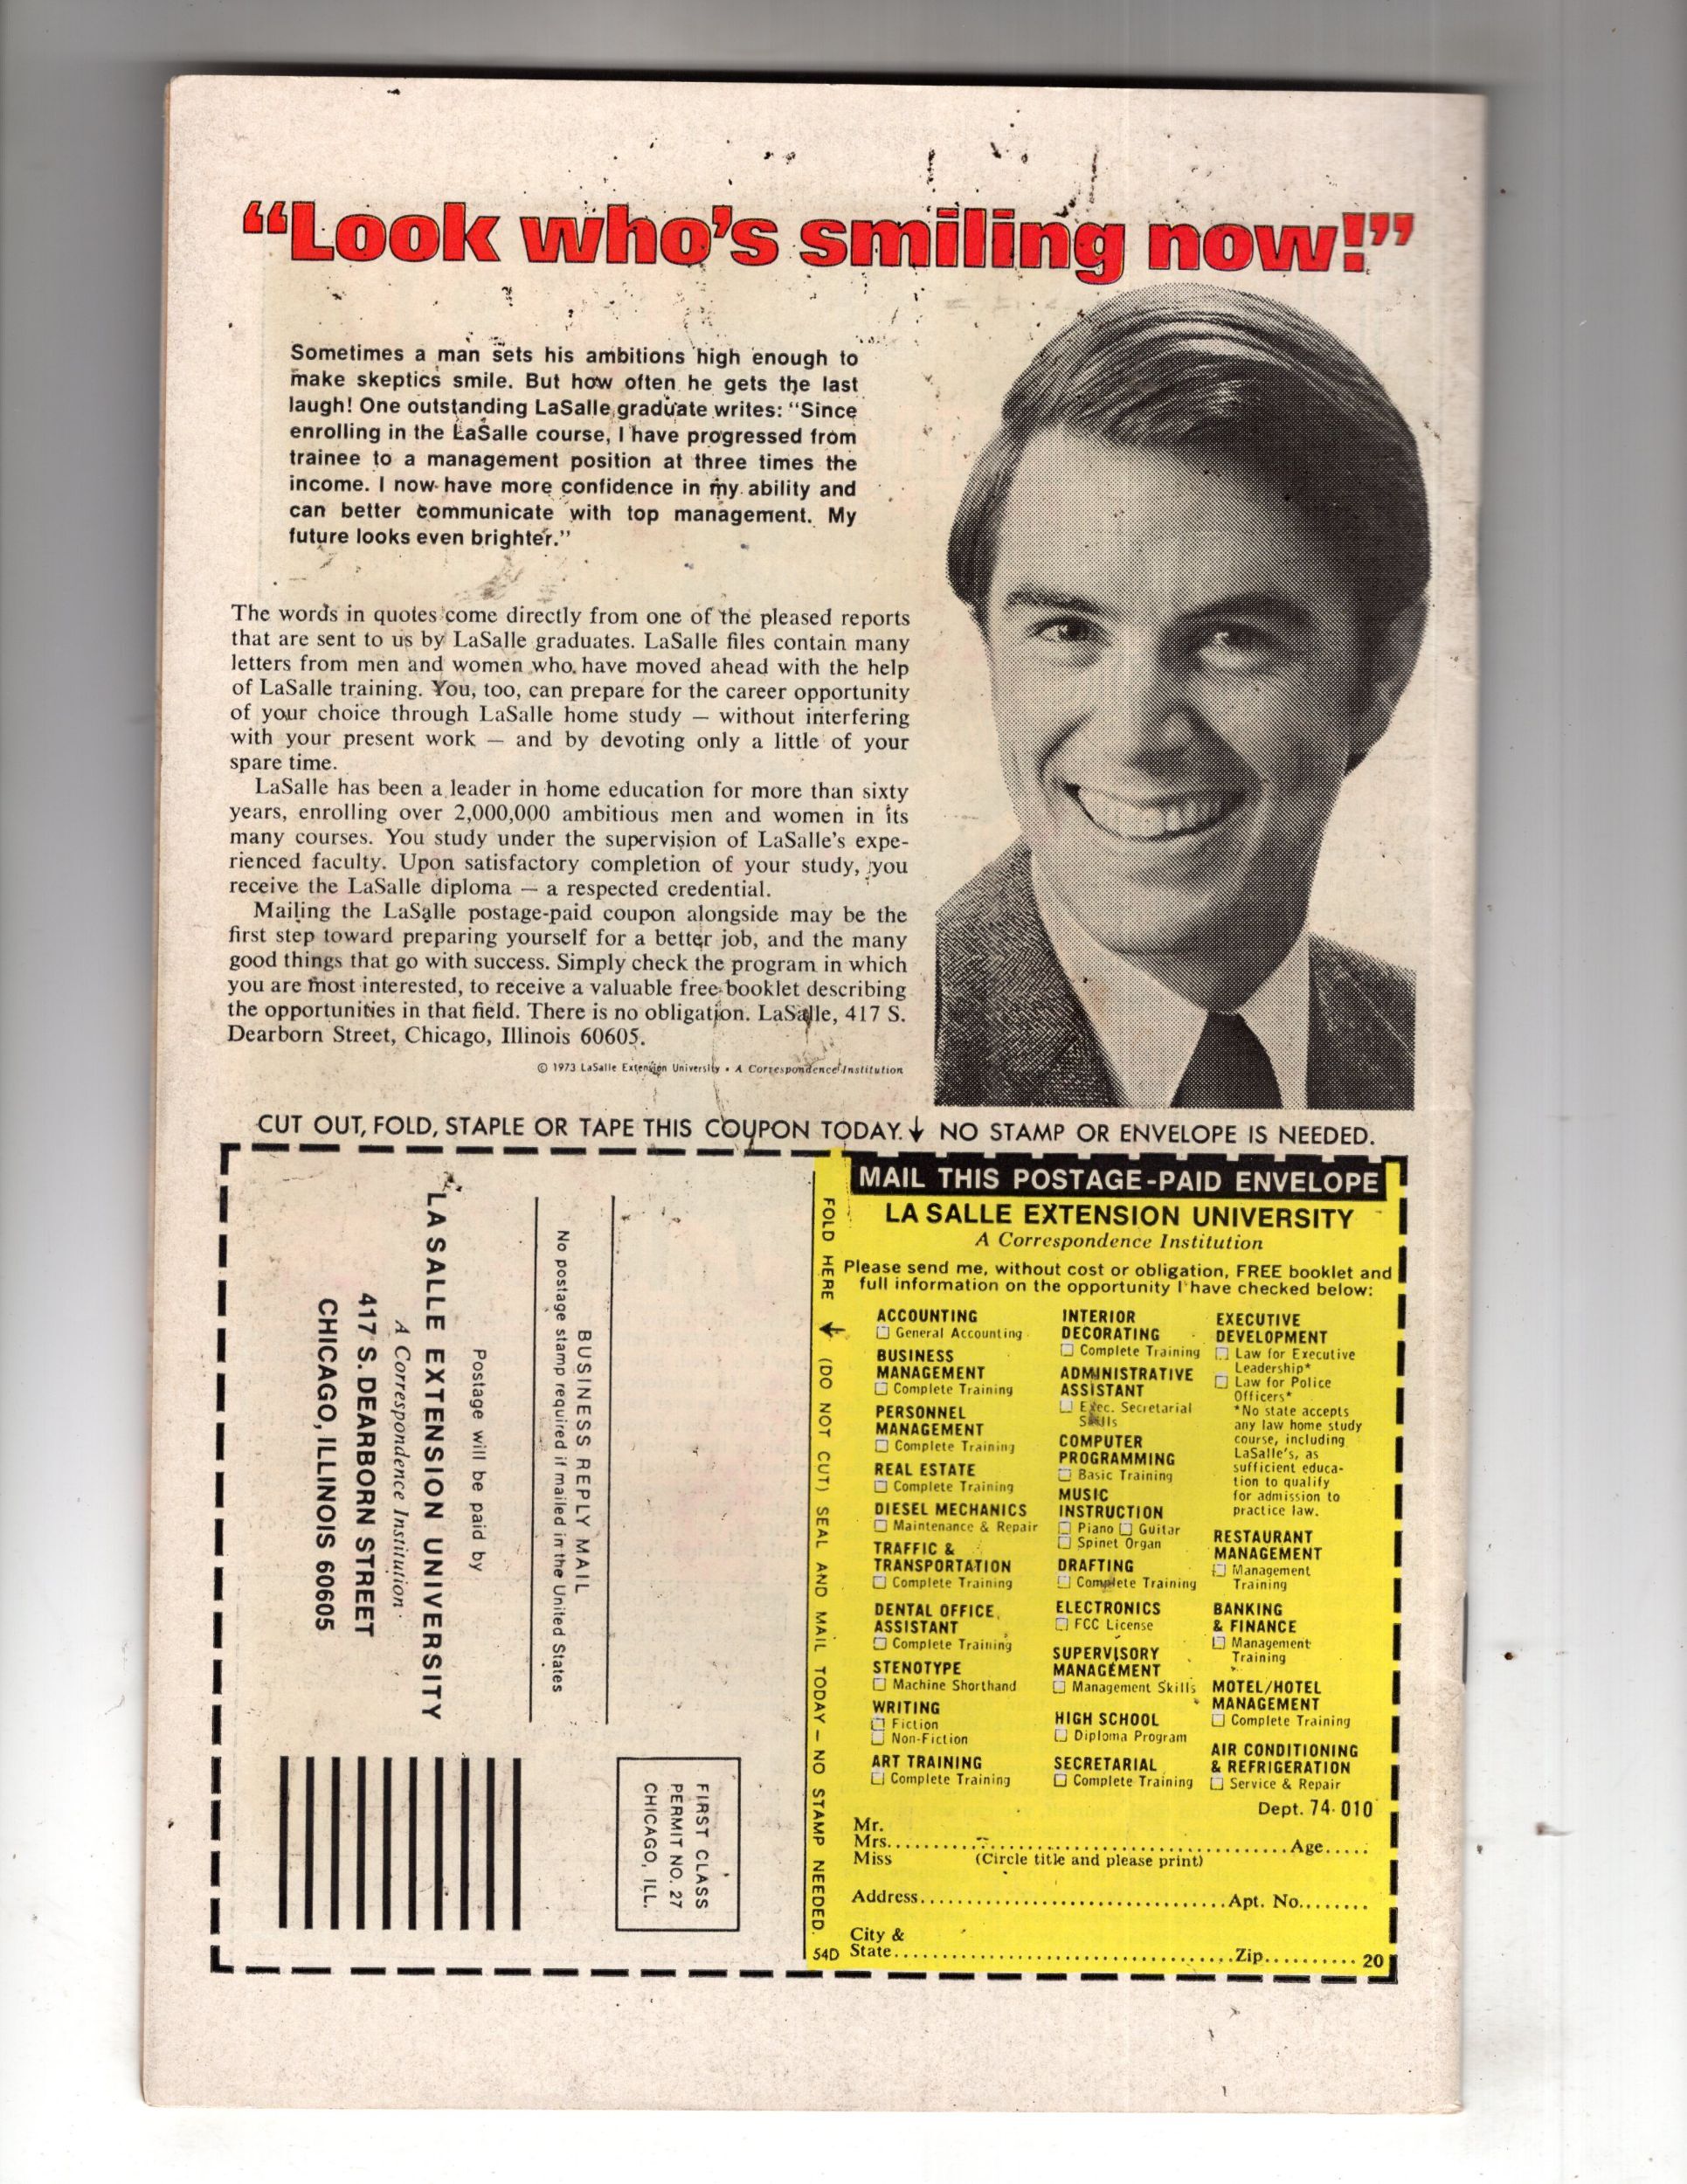 “Look who’s smiling now!”
Sometimes a man sets his ambitions high enough to
make skeptics smile. But how often he gets the last
laugh! One outstanding LaSalle graduate writes: “Since
enrolling in the LaSalle course, I have progressed from
trainee to a management position at three times the
income. I now have more confidence in my ability and
can better communicate with top management. My
future looks even brighter.”
The words in quotes come directly from one of the pleased reports
that are sent to us by LaSalle graduates. LaSalle files contain many
letters from men and women who have moved ahead with the help
of LaSalle training. You, too, can prepare for the career opportunity
of your choice through LaSalle home study — without interfering
with your present work — and by devoting only a little of your
spare time.
LaSalle has been a leader in home education for more than sixty
years, enrolling over 2,000,000 ambitious men and women in its
many courses. You study under the supervision of LaSalle’s expe-
rienced faculty. Upon satisfactory completion of your study, you
receive the LaSalle diploma — a respected credential.
Mailing the LaSalle postage-paid coupon alongside may be the
first step toward preparing yourself for a better job, and the many
good things that go with success. Simply check the program in which
you are most interested, to receive a valuable free booklet describing
the opportunities in that field. There is no obligation. LaSalle, 417 S.
Dearborn Street, Chicago, Illinois 60605.
© 1973 LaSalle Extension University • A Correspondence Institution
CUT OUT, FOLD, STAPLE OR TAPE THIS COUPON TODAY. ↓ NO STAMP OR ENVELOPE IS NEEDED.
FIRST CLASS
PERMIT NO. 27
CHICAGO, ILL.
BUSINESS REPLY MAIL
No postage stamp required if mailed in the United States
Postage will be paid by
LA SALLE EXTENSION UNIVERSITY
A Correspondence Institution
417 S. DEARBORN STREET
CHICAGO, ILLINOIS 60605
FOLD HERE ↓ (DO NOT CUT) SEAL AND MAIL TODAY — NO STAMP NEEDED.
54D
MAIL THIS POSTAGE-PAID ENVELOPE
LA SALLE EXTENSION UNIVERSITY
A Correspondence Institution
Please send me, without cost or obligation, FREE booklet and
full information on the opportunity I have checked below:
ACCOUNTING
☐ General Accounting
BUSINESS
MANAGEMENT
☐ Complete Training
PERSONNEL
MANAGEMENT
☐ Complete Training
REAL ESTATE
☐ Complete Training
DIESEL MECHANICS
☐ Maintenance & Repair
TRAFFIC &
TRANSPORTATION
☐ Complete Training
DENTAL OFFICE
ASSISTANT
☐ Complete Training
STENOTYPE
☐ Machine Shorthand
WRITING
☐ Fiction
☐ Non-Fiction
ART TRAINING
☐ Complete Training
INTERIOR
DECORATING
☐ Complete Training
ADMINISTRATIVE
ASSISTANT
☐ Exec. Secretarial
Skills
COMPUTER
PROGRAMMING
☐ Basic Training
MUSIC
INSTRUCTION
☐ Piano ☐ Guitar
☐ Spinet Organ
DRAFTING
☐ Complete Training
ELECTRONICS
☐ FCC License
SUPERVISORY
MANAGEMENT
☐ Management Skills
HIGH SCHOOL
☐ Diploma Program
SECRETARIAL
☐ Complete Training
EXECUTIVE
DEVELOPMENT
☐ Law for Executive
Leadership*
☐ Law for Police
Officers*
*No state accepts
any law home study
course, including
LaSalle’s, as
sufficient educa-
tion to qualify
for admission to
practice law.
RESTAURANT
MANAGEMENT
☐ Management
Training
BANKING
& FINANCE
☐ Management
Training
MOTEL/HOTEL
MANAGEMENT
☐ Complete Training
AIR CONDITIONING
& REFRIGERATION
☐ Service & Repair
Dept. 74-010
Mr.
Mrs. Age
Miss (Circle title and please print)
Address Apt. No.
City &
State Zip 20